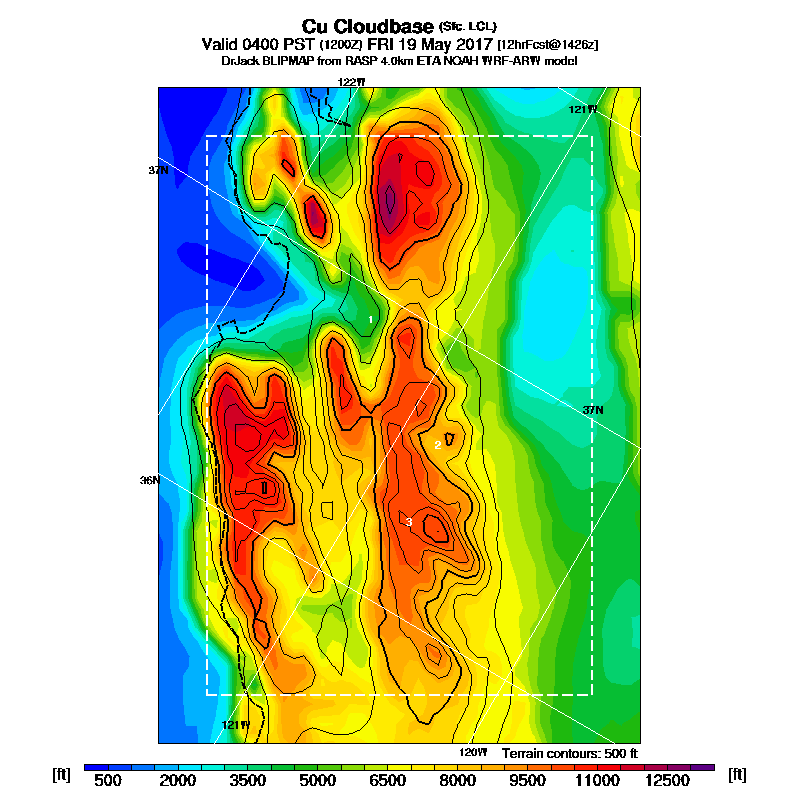 Cu Cloudbase (Sfc. LCL)
Valid 0400 PST (1200Z) FRI 19 May 2017 [12hrFcst@1426z]
DrJack BLIPMAP from RASP 4.0km ETA NOAH WRF-ARW model
122W
121W
37N
1
37N
2
36N
3
121W
120W
Terrain contours: 500 ft
[ft] 500 2000 3500 5000 6500 8000 9500 11000 12500 [ft]